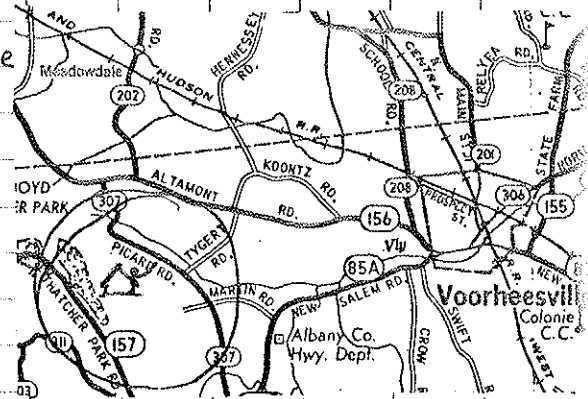 AND
HUDSON
R.R.
RD.
Meadowdale
202
HENNESSEY
RD.
SCHOOL
RD.
208
CENTRAL
MAIN ST.
201
RELYEA
RD.
C.C.
STATE FARM
306
155
208
PROSPECT
ST.
KOONTZ
RD.
ALTAMONT
RD.
156
307
PICARD RD.
TYGERT
RD.
MARTIN RD
Vly
85A
NEW
SALEM RD.
NEW
Voorheesvill
Colonie
C.C.
R.R.
WEST
THATCHER PARK RD
157
311
307
Albany Co.
Hwy. Dept.
CROW
R
SWIFT
R